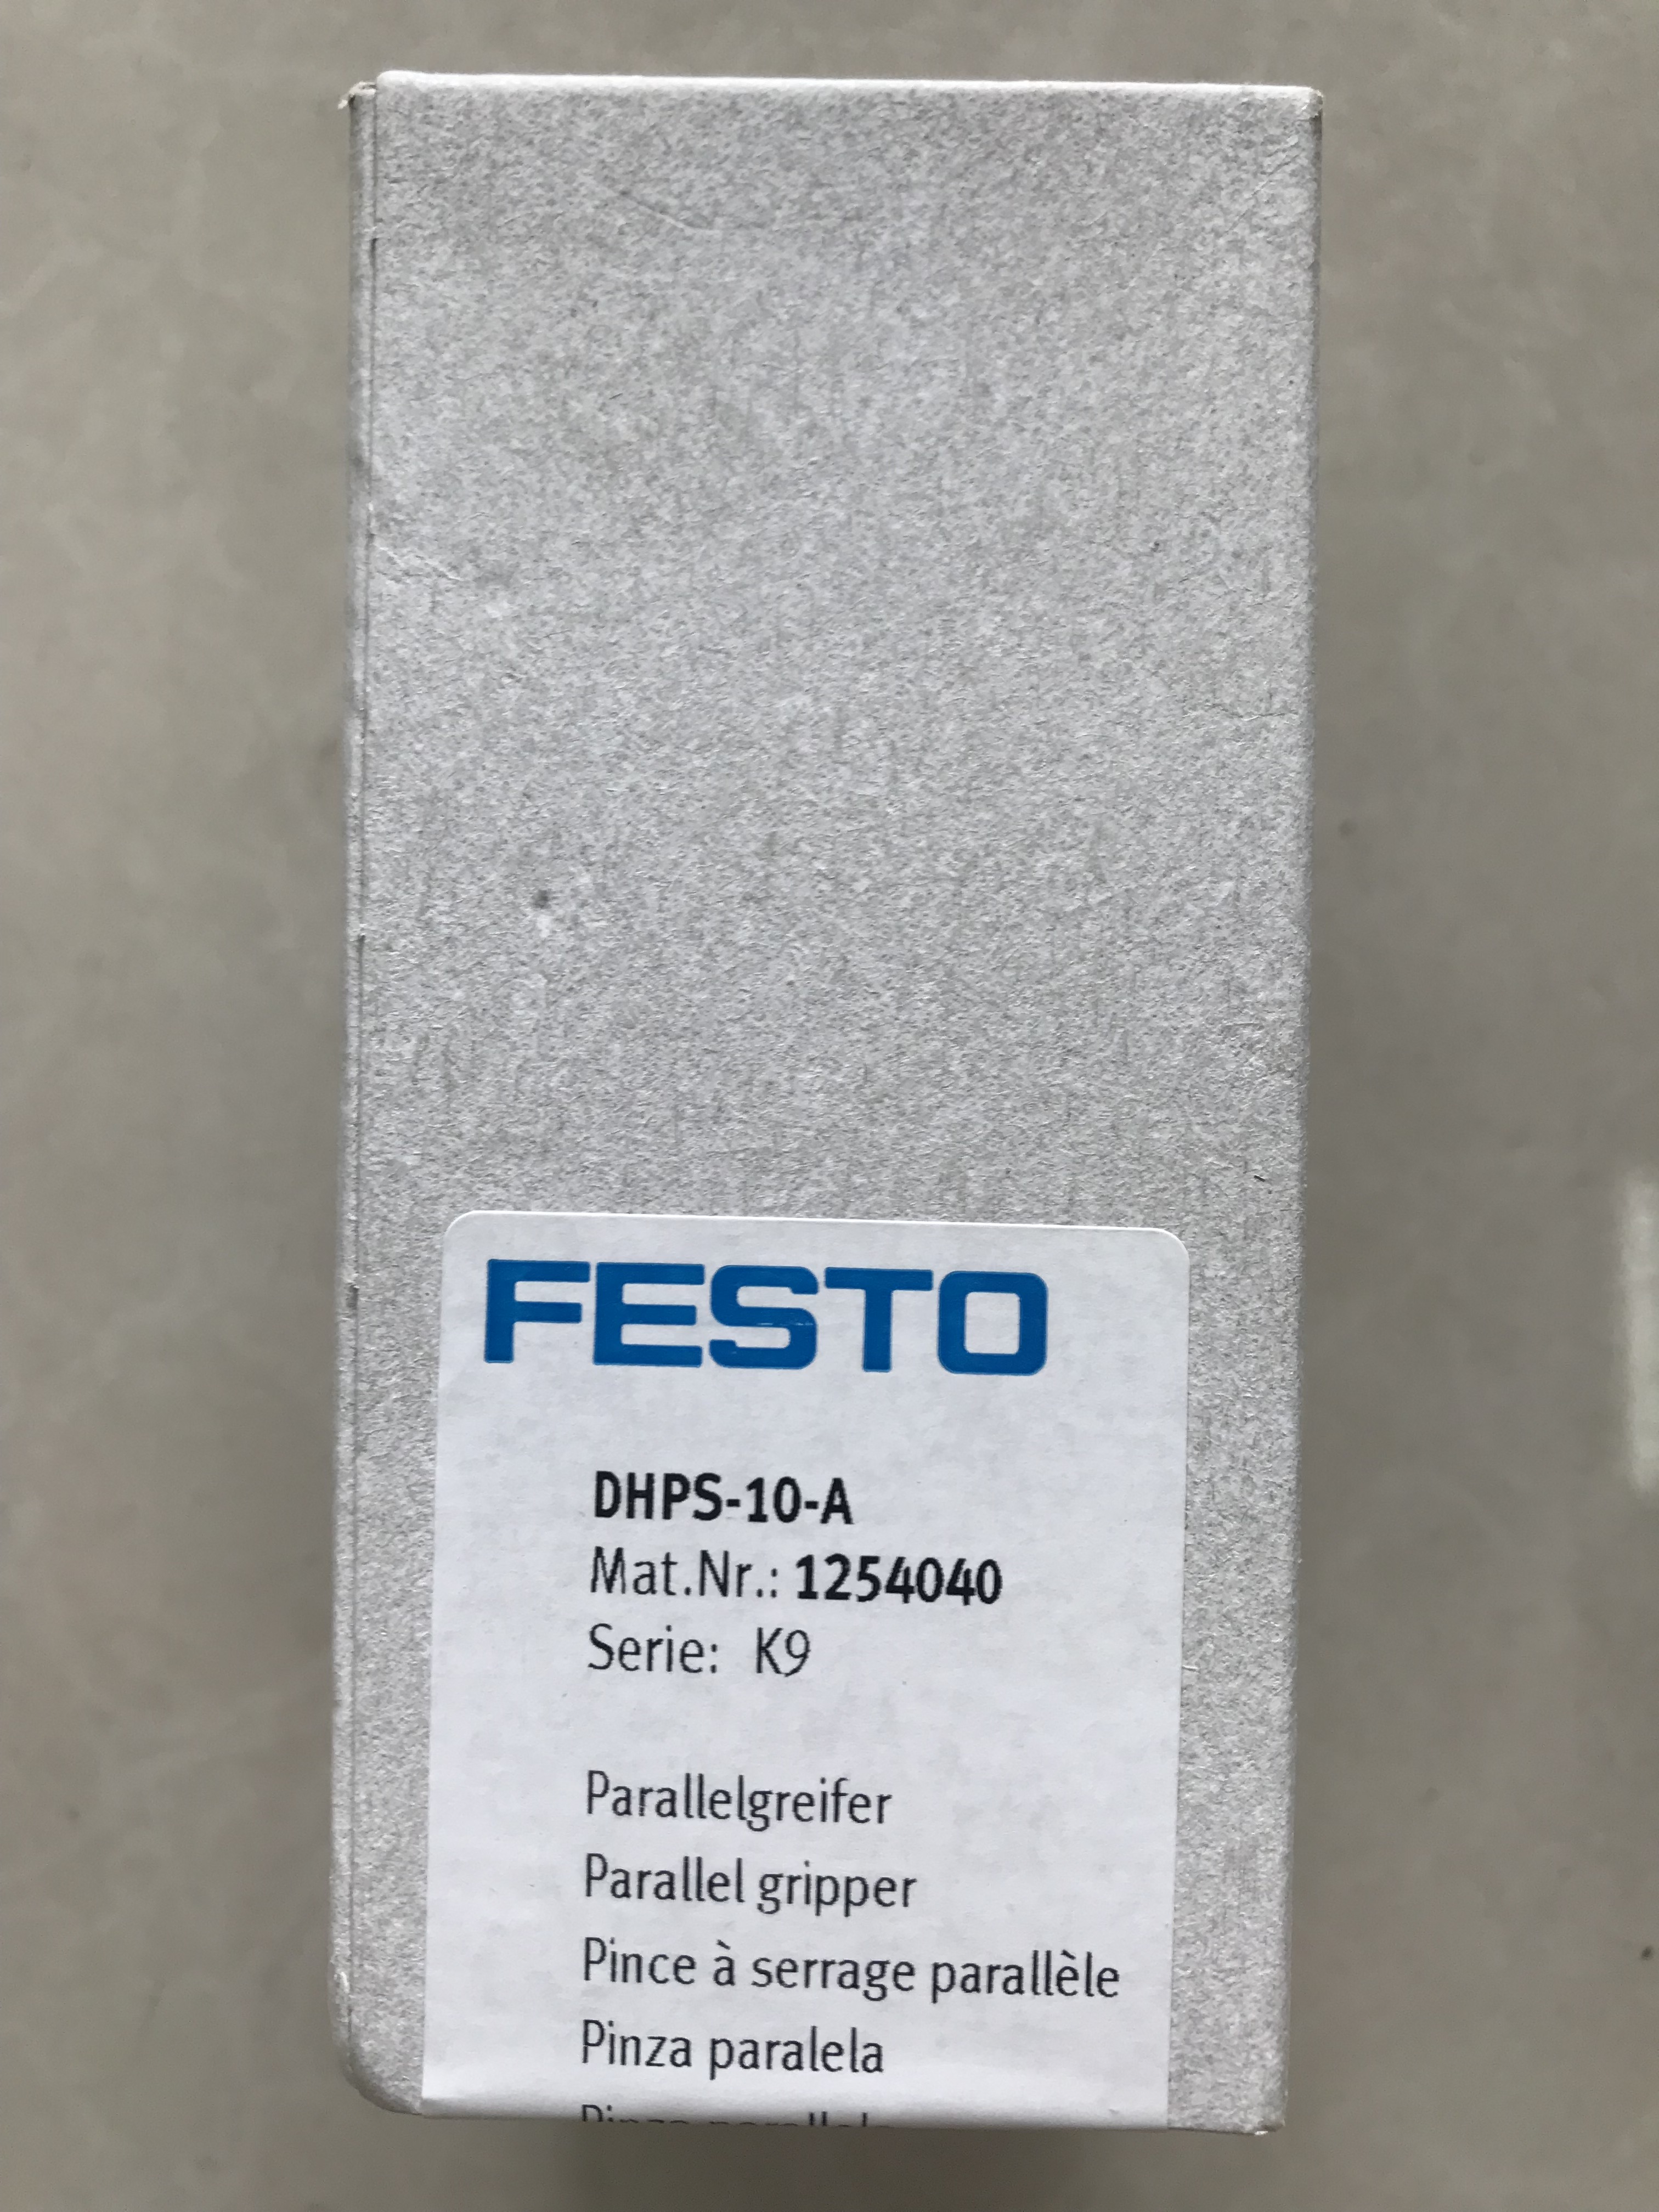 FESTO
DHPS-10-A
Mat.Nr.: 1254040
Serie: K9
Parallelgreifer
Parallel gripper
Pince à serrage parallèle
Pinza paralela